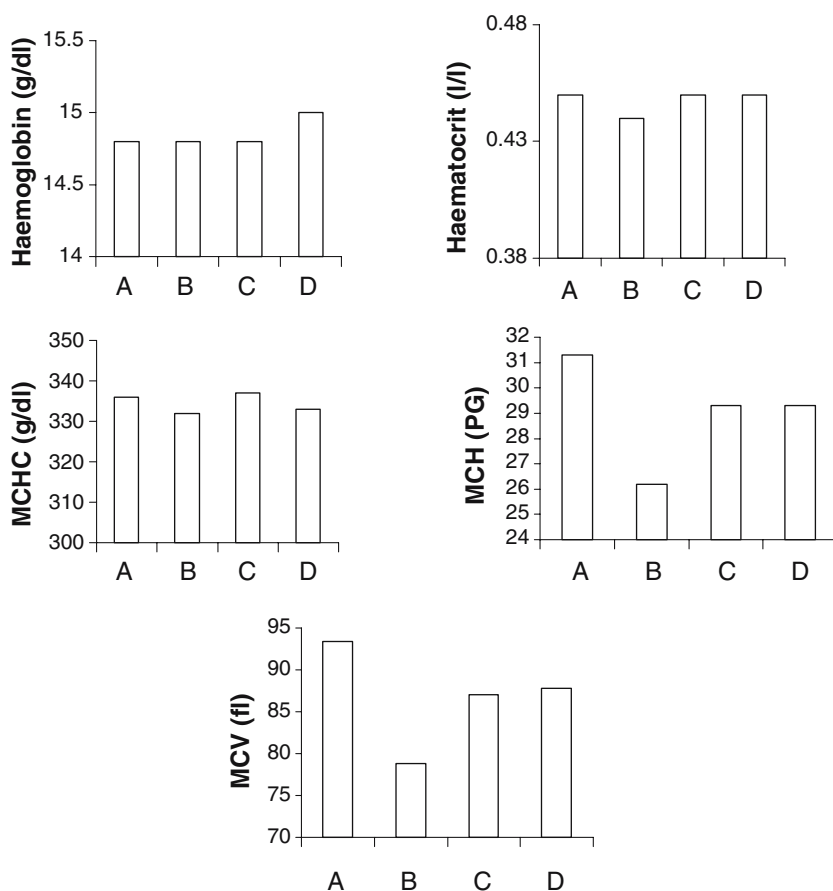 Haemoglobin (g/dl)
15.5
15
14.5
14
A B C D
Haematocrit (l/l)
0.48
0.43
0.38
A B C D
MCHC (g/dl)
350
340
330
320
310
300
A B C D
MCH (PG)
32
31
30
29
28
27
26
25
24
A B C D
MCV (fl)
95
90
85
80
75
70
A B C D